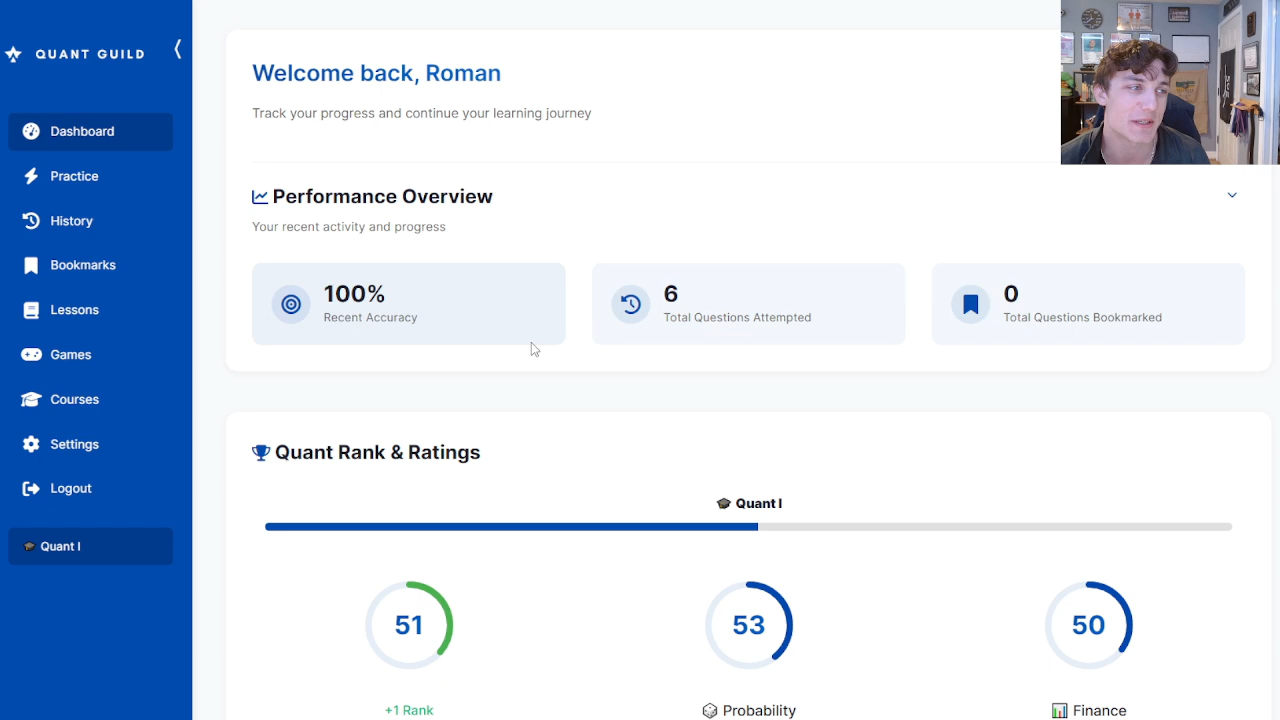 QUANT GUILD
Dashboard
Practice
History
Bookmarks
Lessons
Games
Courses
Settings
Logout
Quant I
Welcome back, Roman
Track your progress and continue your learning journey
Performance Overview
Your recent activity and progress
100%
Recent Accuracy
6
Total Questions Attempted
0
Total Questions Bookmarked
Quant Rank & Ratings
Quant I
51
+1 Rank
53
Probability
50
Finance